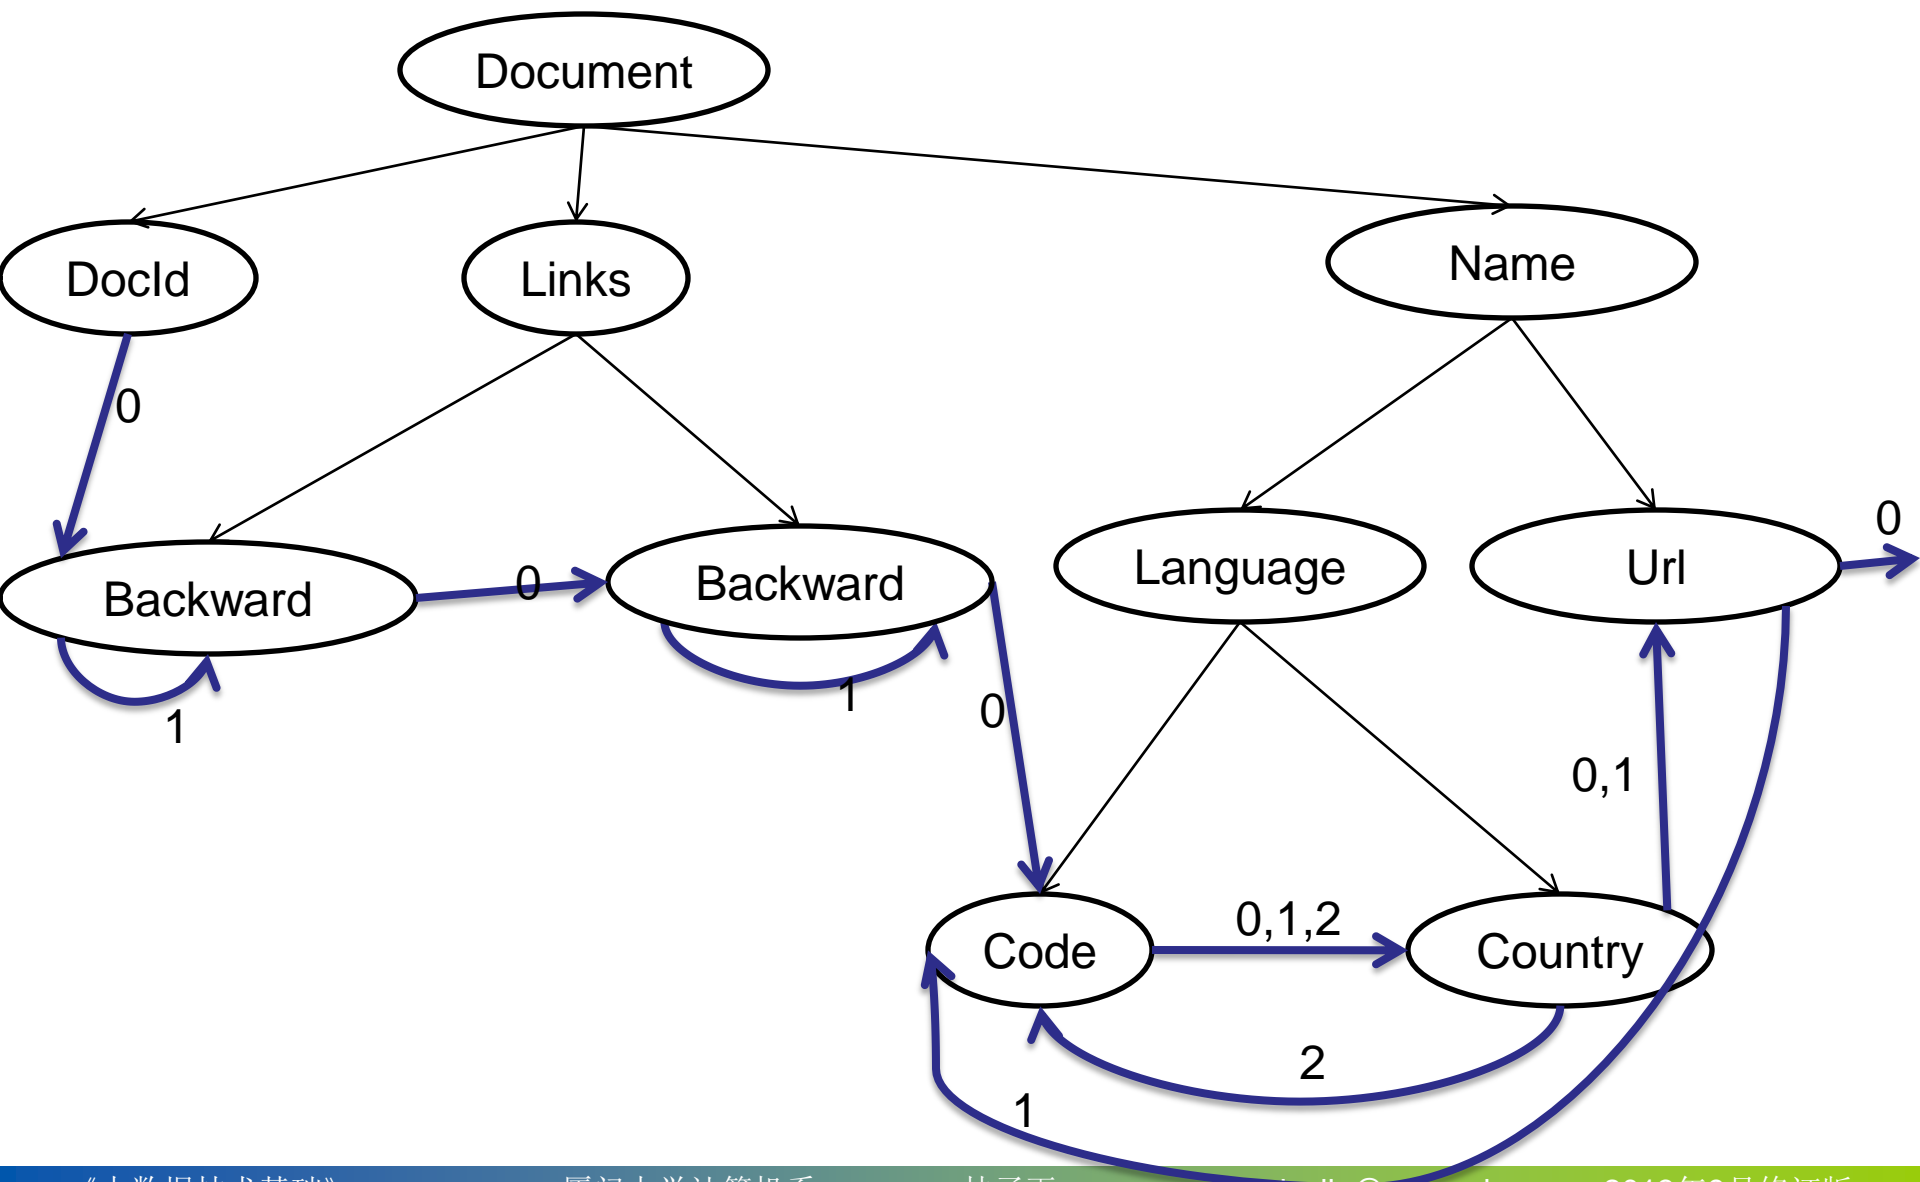 Document
DocId
Links
Name
0
Backward
0
Backward
Language
Url
0
1
1
0
0,1
Code
0,1,2
Country
2
1